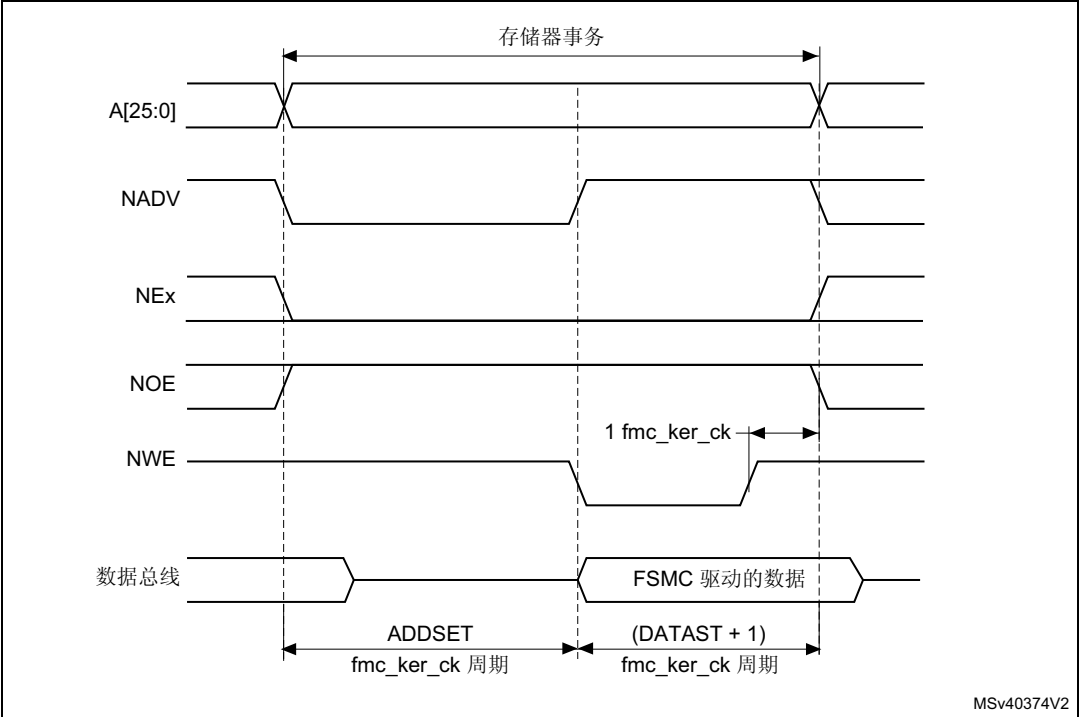 存储器事务
A[25:0]
NADV
NEx
NOE
1 fmc_ker_ck
NWE
数据总线
FSMC 驱动的数据
ADDSET
(DATAST + 1)
fmc_ker_ck 周期
fmc_ker_ck 周期
MSv40374V2